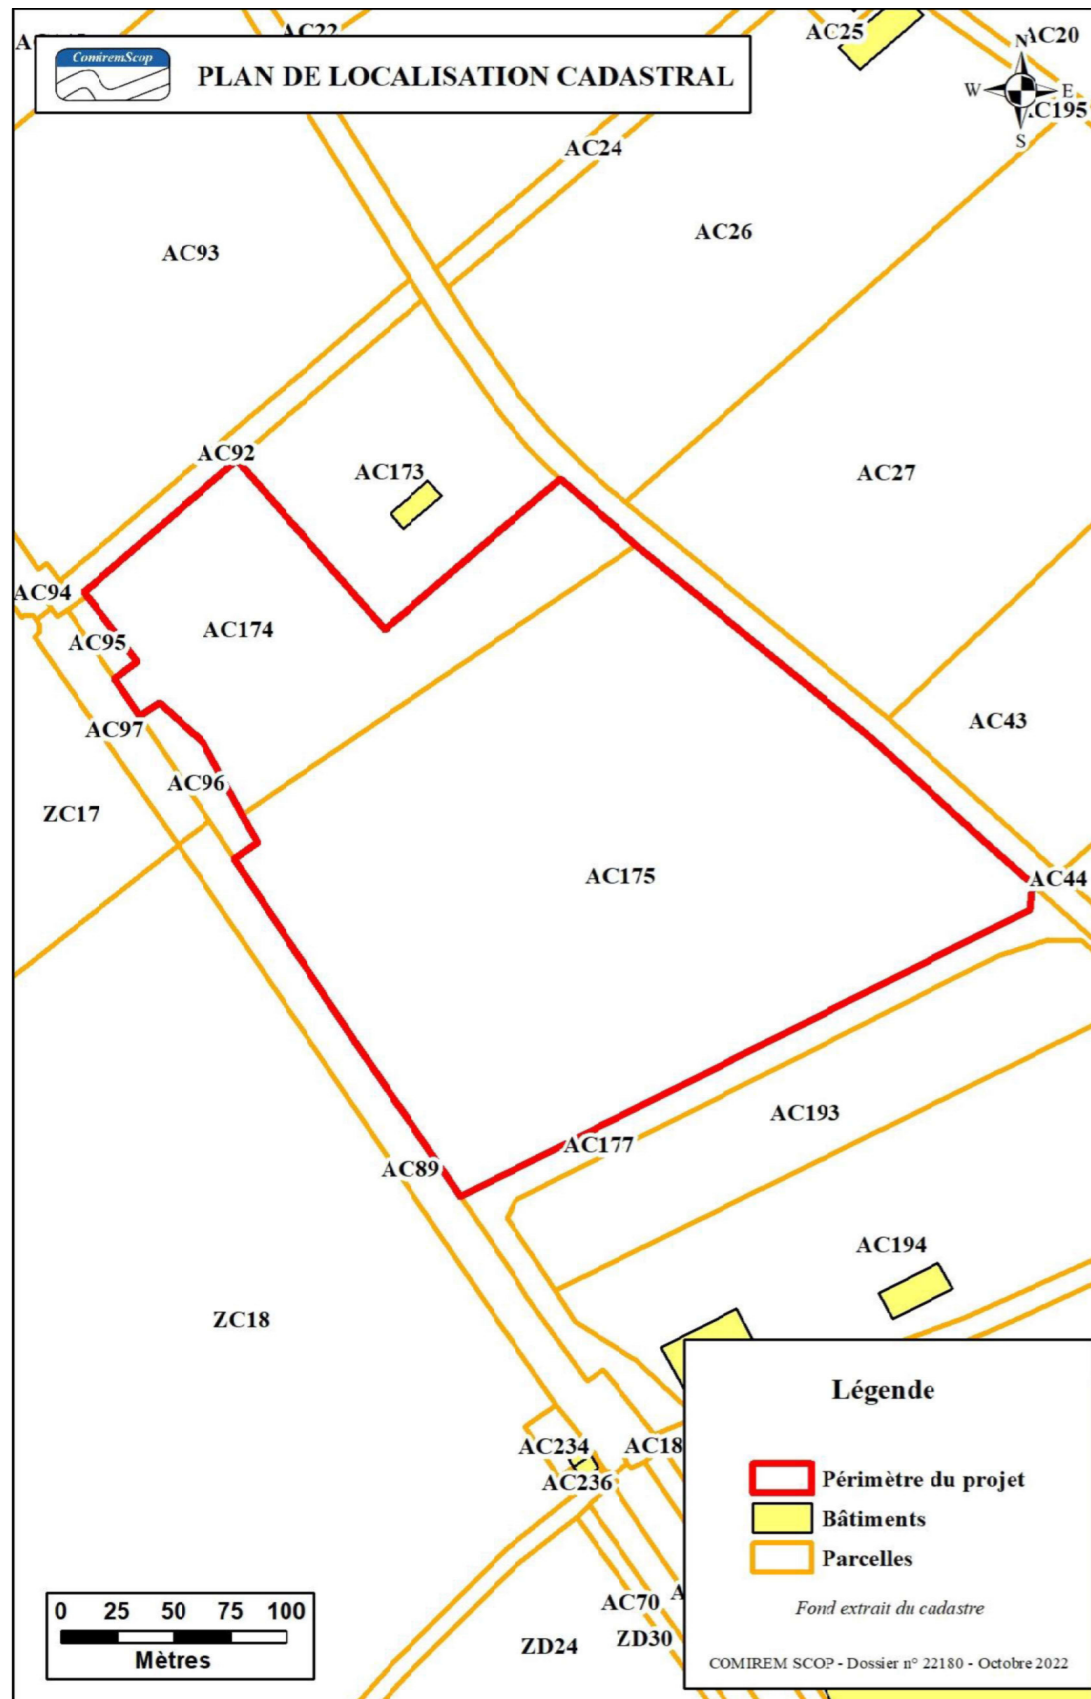 AC22
AC25
AC20
ComiremScop
PLAN DE LOCALISATION CADASTRAL
N
W
E
S
AC195
AC24
AC26
AC93
AC92
AC173
AC27
AC94
AC95
AC174
AC97
AC43
AC96
ZC17
AC175
AC44
AC193
AC177
AC89
AC194
ZC18
AC234
AC18
AC236
AC70
ZD24
ZD30
Légende
Périmètre du projet
Bâtiments
Parcelles
Fond extrait du cadastre
COMIREM SCOP - Dossier n° 22180 - Octobre 2022
0 25 50 75 100
Mètres